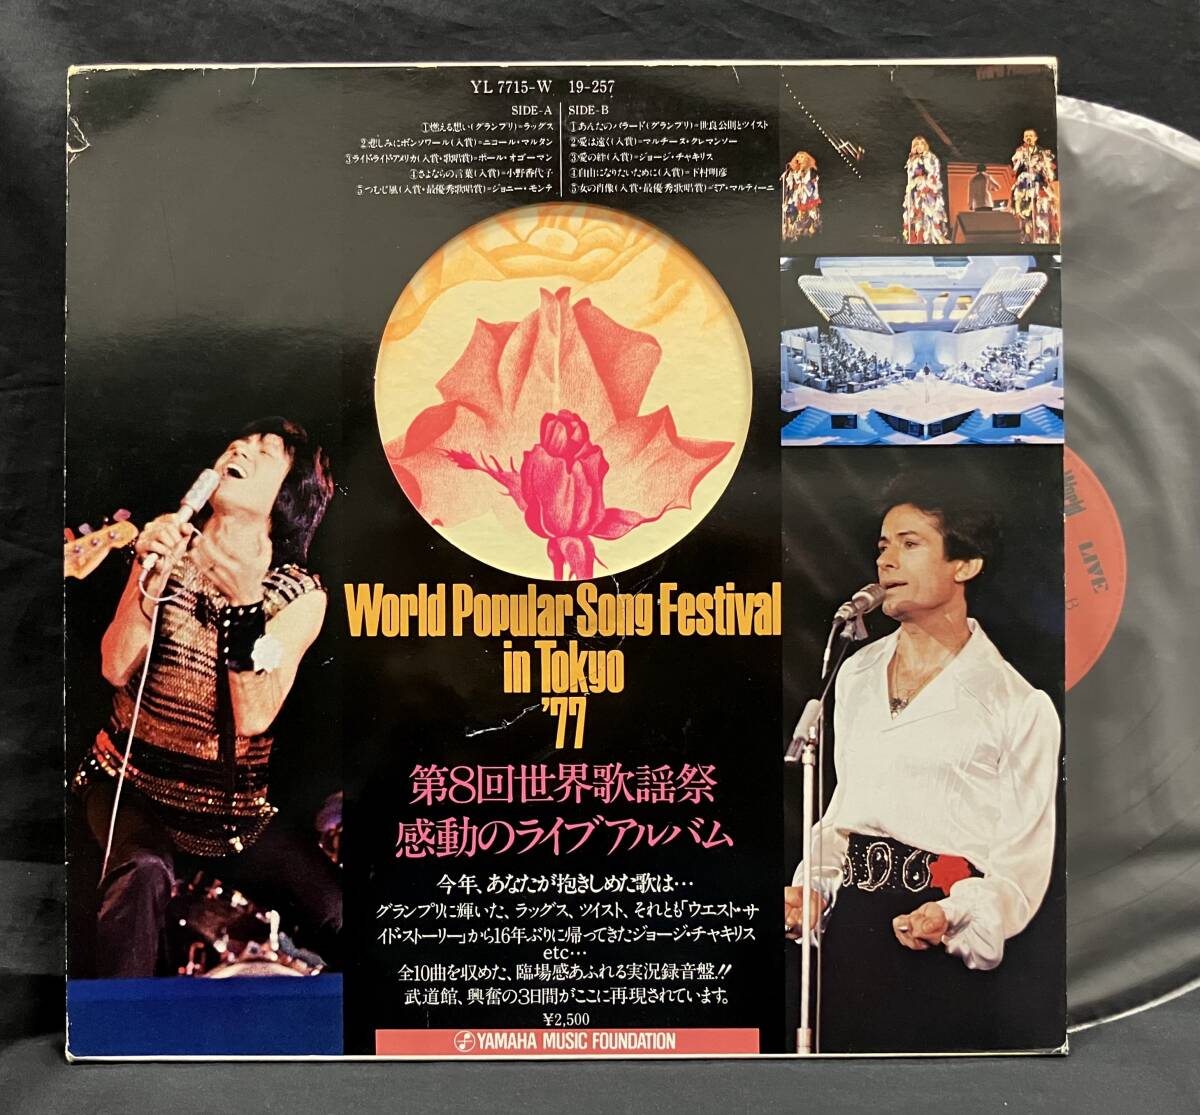 YL 7715-W 19-257
SIDE-A
①燃える想い(グランプリ)=ラッグス
②悲しみにボンソワール(入賞)=ニコール・マルタン
③ライド・ライド・アメリカ(入賞・歌唱賞)=ポール・オゴーマン
④さよならの言葉(入賞)=小野香代子
⑤つむじ風(入賞・最優秀歌唱賞)=ジョニー・モンテ
SIDE-B
①あんたのバラード(グランプリ)=世良公則とツイスト
②愛は遠く(入賞)=マルチーヌ・クレマンソー
③愛の絆(入賞)=ジョージ・チャキリス
④自由になりたいために(入賞)=下村明彦
⑤女の肖像(入賞・最優秀歌唱賞)=ミア・マルティーニ
World Popular Song Festival
in Tokyo
'77
第8回世界歌謡祭
感動のライブアルバム
今年、あなたが抱きしめた歌は…
グランプリに輝いた、ラッグス、ツイスト、それとも「ウエスト・サ
イド・ストーリー」から16年ぶりに帰ってきたジョージ・チャキリス
etc…
全10曲を収めた、臨場感あふれる実況録音盤!!
武道館、興奮の3日間がここに再現されています。
¥2,500
YAMAHA MUSIC FOUNDATION
World
LIVE
B